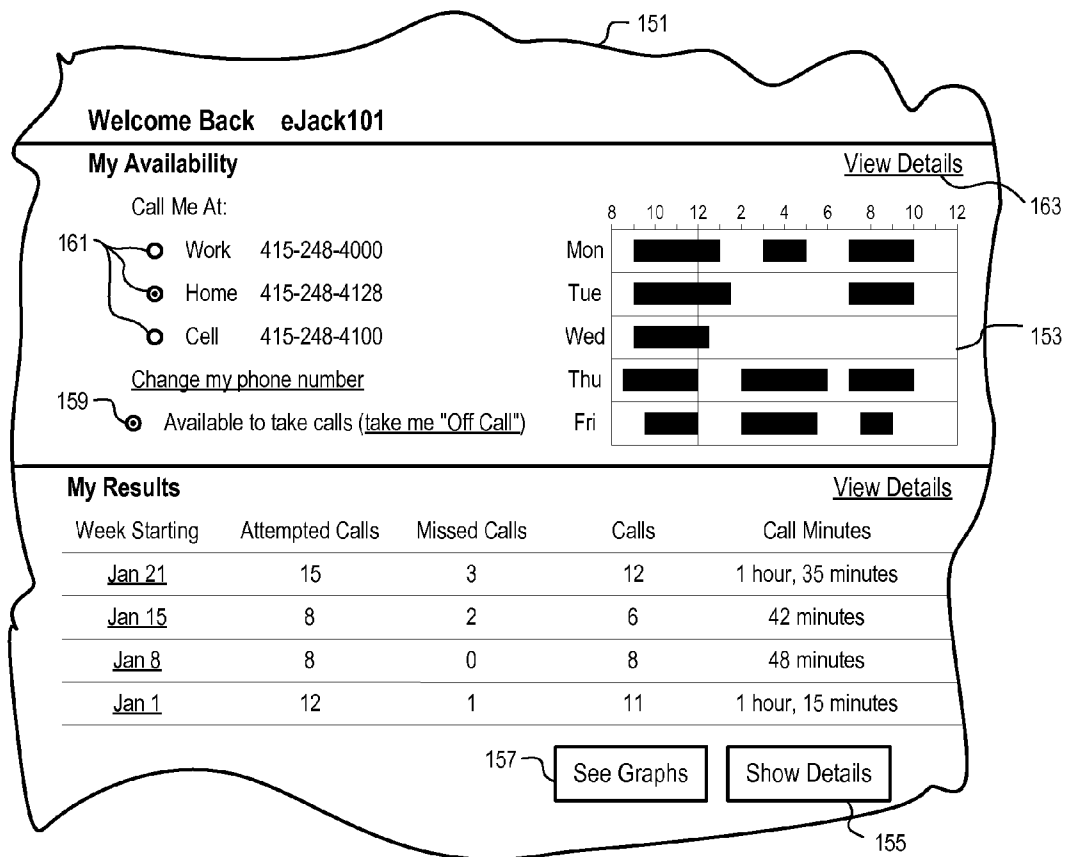 151
Welcome Back eJack101
My Availability View Details
163
Call Me At:
8 10 12 2 4 6 8 10 12
161
Work 415-248-4000
Home 415-248-4128
Cell 415-248-4100
Change my phone number
159
Available to take calls (take me "Off Call")
Mon
Tue
Wed
Thu
Fri
153
My Results View Details
Week Starting Attempted Calls Missed Calls Calls Call Minutes
Jan 21 15 3 12 1 hour, 35 minutes
Jan 15 8 2 6 42 minutes
Jan 8 8 0 8 48 minutes
Jan 1 12 1 11 1 hour, 15 minutes
157
See Graphs Show Details
155